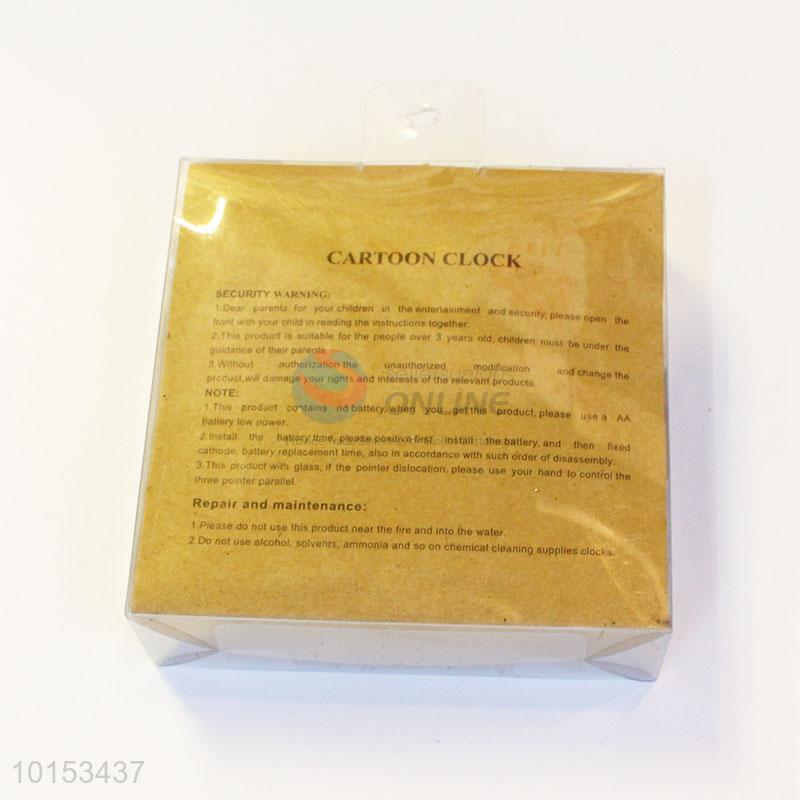 CARTOON CLOCK
SECURITY WARNING:
1.Dear parents, for your children in the entertainment and security, please open the
front with your child in reading the instructions together.
2.This product is suitable for the people over 3 years old, children must be under the
guidance of their parents.
3.Without authorization,the unauthorized modification and change the
product,will damage your rights and interests of the relevant products.
NOTE:
1.This product contains no battery,when you get this product, please use a AA
battery low power.
2.Install the battery time, please positive first install the battery, and then fixed
cathode, battery replacement time, also in accordance with such order of disassembly.
3.This product with glass, if the pointer dislocation, please use your hand to control the
three pointer parallel.
Repair and maintenance:
1.Please do not use this product near the fire and into the water.
2.Do not use alcohol, solvents, ammonia and so on chemical cleaning supplies clocks.
ONLINE
10153437